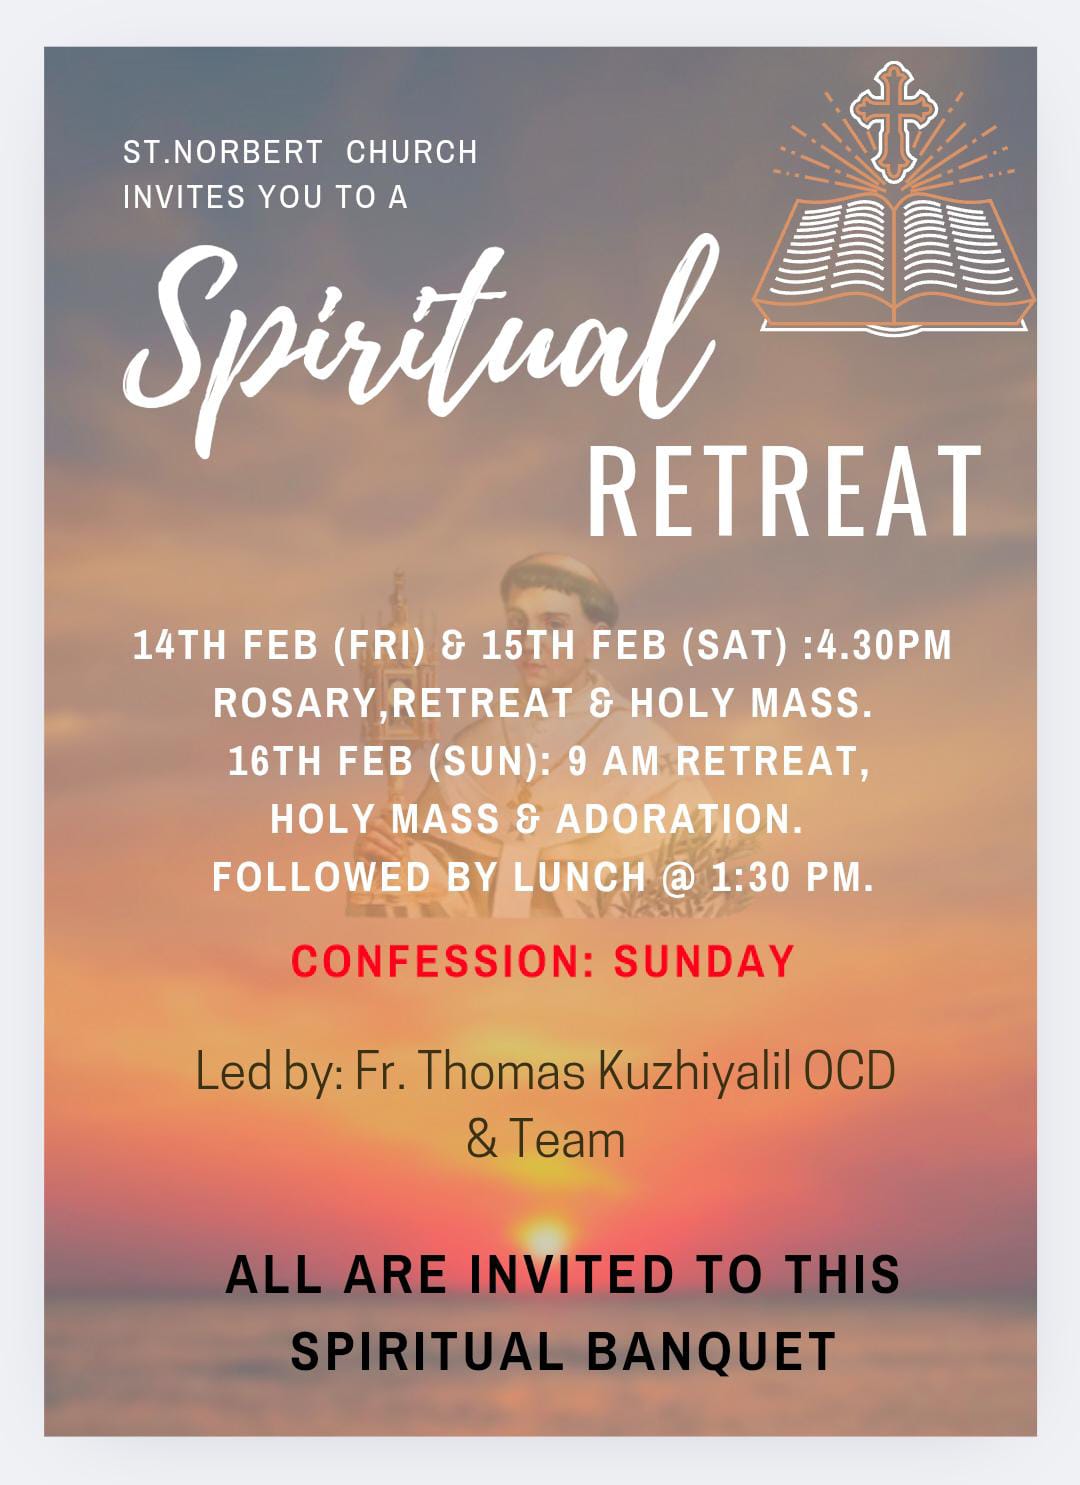 ST.NORBERT CHURCH
INVITES YOU TO A
Spiritual
RETREAT
14TH FEB (FRI) & 15TH FEB (SAT) :4.30PM
ROSARY,RETREAT & HOLY MASS.
16TH FEB (SUN): 9 AM RETREAT,
HOLY MASS & ADORATION.
FOLLOWED BY LUNCH @ 1:30 PM.
CONFESSION: SUNDAY
Led by: Fr. Thomas Kuzhiyalil OCD
& Team
ALL ARE INVITED TO THIS
SPIRITUAL BANQUET